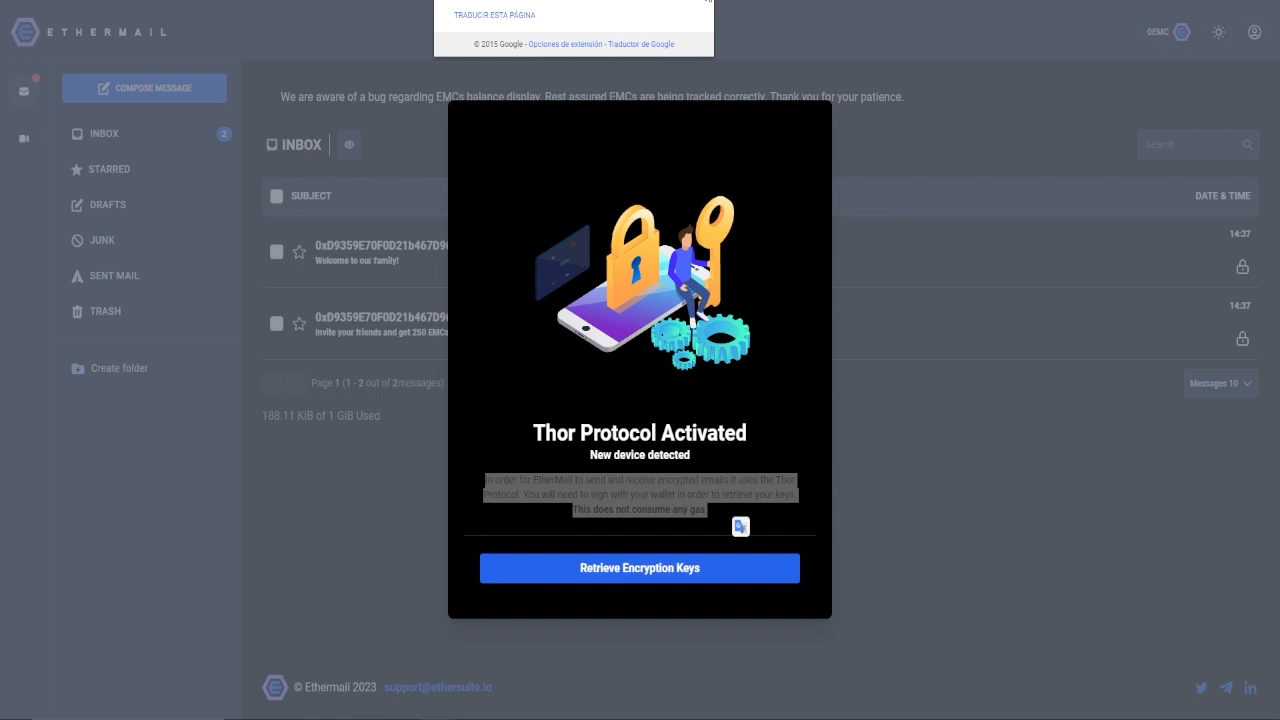 TRADUCIR ESTA PÁGINA
© 2015 Google - Opciones de extensión - Traductor de Google
ETHERMAIL
0EMC
COMPOSE MESSAGE
INBOX
2
STARRED
DRAFTS
JUNK
SENT MAIL
TRASH
Create folder
We are aware of a bug regarding EMCs balance display. Rest assured EMCs are being tracked correctly. Thank you for your patience.
INBOX
Search
SUBJECT
DATE & TIME
0xD9359E70F0D21b467D9
14:37
Welcome to our family!
0xD9359E70F0D21b467D9
14:37
Invite your friends and get 250 EMCs
Page 1 (1 - 2 out of 2messages)
Messages 10
188.11 KiB of 1 GiB Used
Thor Protocol Activated
New device detected
In order for EtherMail to send and receive encrypted emails it uses the Thor
Protocol. You will need to sign with your wallet in order to retrieve your keys.
This does not consume any gas.
Retrieve Encryption Keys
© Ethermail 2023 support@ethersuite.io